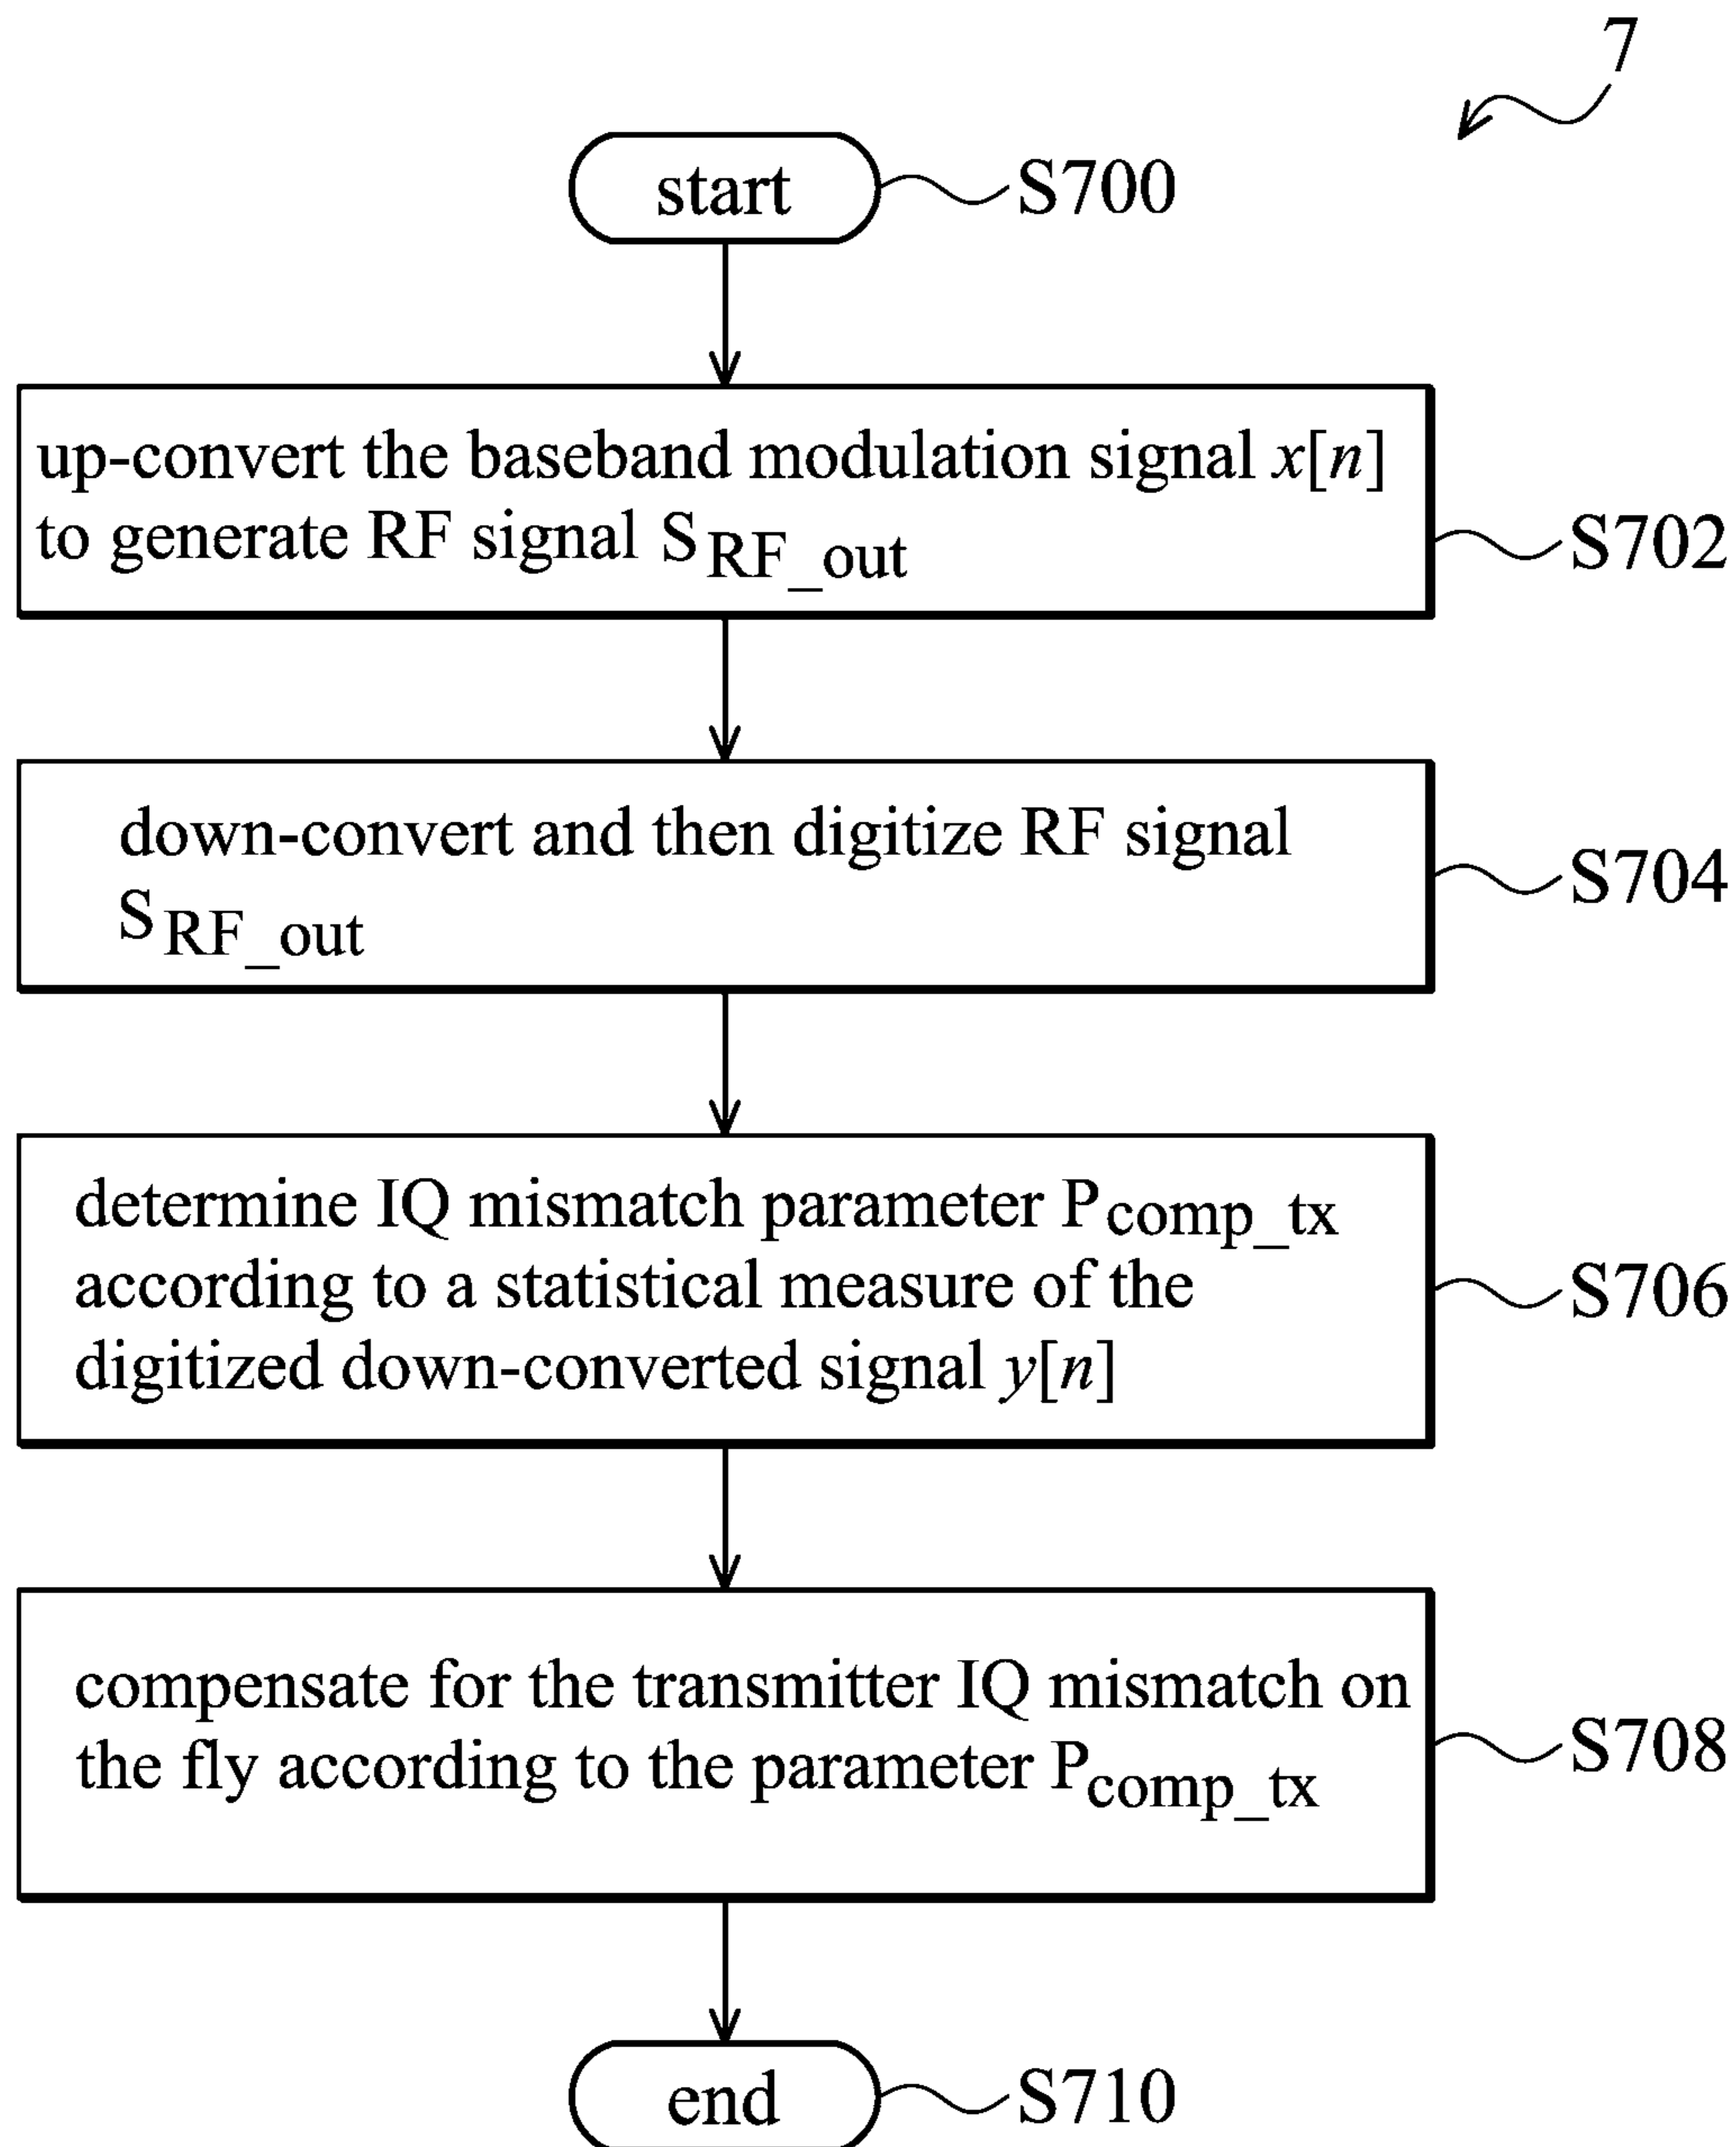 7
start
S700
up-convert the baseband modulation signal x[n]
to generate RF signal SRF_out
S702
down-convert and then digitize RF signal
SRF_out
S704
determine IQ mismatch parameter Pcomp_tx
according to a statistical measure of the
digitized down-converted signal y[n]
S706
compensate for the transmitter IQ mismatch on
the fly according to the parameter Pcomp_tx
S708
end
S710